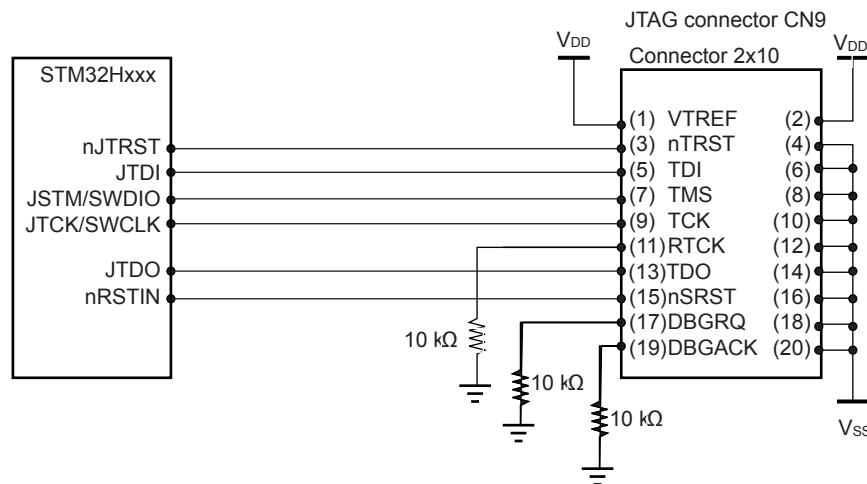 JTAG connector CN9
VDD
VDD
Connector 2x10
STM32Hxxx
(1) VTREF (2)
nJTRST (3) nTRST (4)
JTDI (5) TDI (6)
JSTM/SWDIO (7) TMS (8)
JTCK/SWCLK (9) TCK (10)
(11) RTCK (12)
JTDO (13) TDO (14)
nRSTIN (15) nSRST (16)
(17) DBGRQ (18)
10 kΩ (19) DBGACK (20)
10 kΩ
10 kΩ
VSS